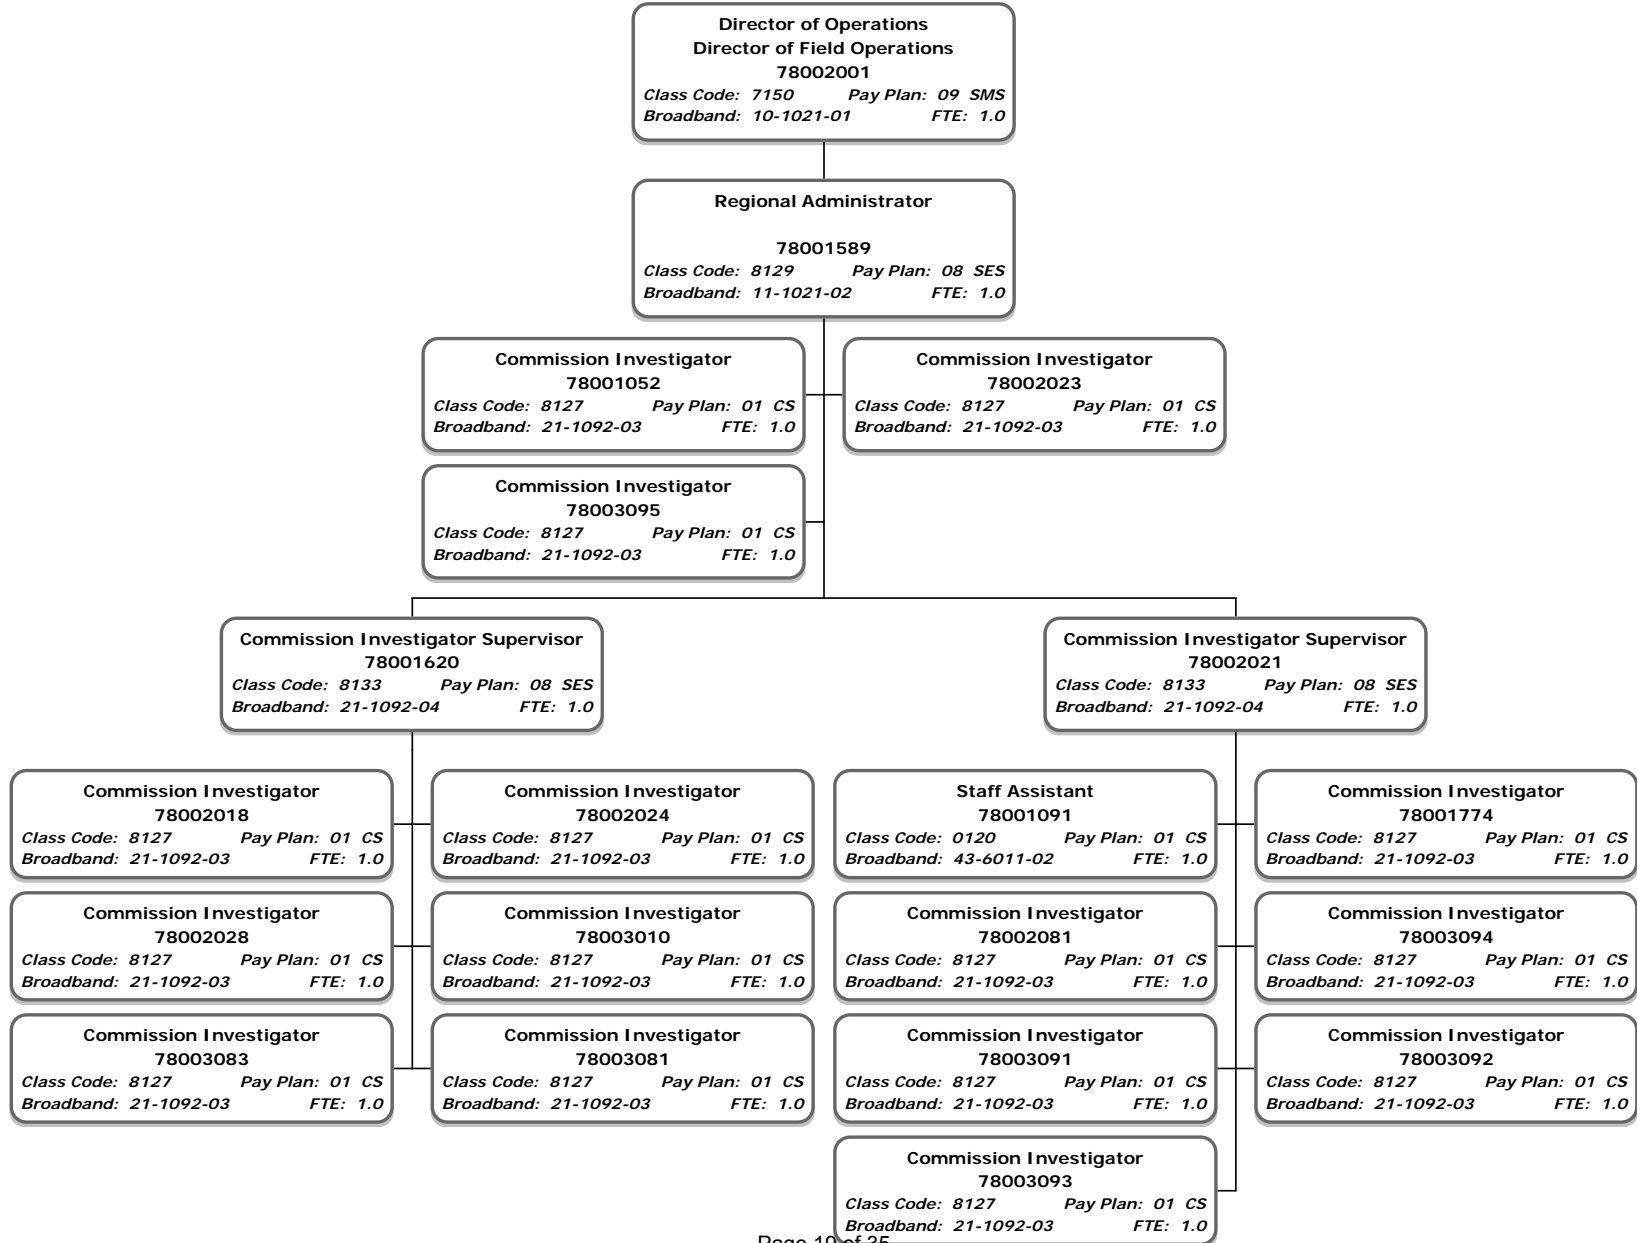 Director of Operations
Director of Field Operations
78002001
Class Code: 7150 Pay Plan: 09 SMS
Broadband: 10-1021-01 FTE: 1.0
Regional Administrator
78001589
Class Code: 8129 Pay Plan: 08 SES
Broadband: 11-1021-02 FTE: 1.0
Commission Investigator
78001052
Class Code: 8127 Pay Plan: 01 CS
Broadband: 21-1092-03 FTE: 1.0
Commission Investigator
78002023
Class Code: 8127 Pay Plan: 01 CS
Broadband: 21-1092-03 FTE: 1.0
Commission Investigator
78003095
Class Code: 8127 Pay Plan: 01 CS
Broadband: 21-1092-03 FTE: 1.0
Commission Investigator Supervisor
78001620
Class Code: 8133 Pay Plan: 08 SES
Broadband: 21-1092-04 FTE: 1.0
Commission Investigator Supervisor
78002021
Class Code: 8133 Pay Plan: 08 SES
Broadband: 21-1092-04 FTE: 1.0
Commission Investigator
78002018
Class Code: 8127 Pay Plan: 01 CS
Broadband: 21-1092-03 FTE: 1.0
Commission Investigator
78002024
Class Code: 8127 Pay Plan: 01 CS
Broadband: 21-1092-03 FTE: 1.0
Staff Assistant
78001091
Class Code: 0120 Pay Plan: 01 CS
Broadband: 43-6011-02 FTE: 1.0
Commission Investigator
78001774
Class Code: 8127 Pay Plan: 01 CS
Broadband: 21-1092-03 FTE: 1.0
Commission Investigator
78002028
Class Code: 8127 Pay Plan: 01 CS
Broadband: 21-1092-03 FTE: 1.0
Commission Investigator
78003010
Class Code: 8127 Pay Plan: 01 CS
Broadband: 21-1092-03 FTE: 1.0
Commission Investigator
78002081
Class Code: 8127 Pay Plan: 01 CS
Broadband: 21-1092-03 FTE: 1.0
Commission Investigator
78003094
Class Code: 8127 Pay Plan: 01 CS
Broadband: 21-1092-03 FTE: 1.0
Commission Investigator
78003083
Class Code: 8127 Pay Plan: 01 CS
Broadband: 21-1092-03 FTE: 1.0
Commission Investigator
78003081
Class Code: 8127 Pay Plan: 01 CS
Broadband: 21-1092-03 FTE: 1.0
Commission Investigator
78003091
Class Code: 8127 Pay Plan: 01 CS
Broadband: 21-1092-03 FTE: 1.0
Commission Investigator
78003092
Class Code: 8127 Pay Plan: 01 CS
Broadband: 21-1092-03 FTE: 1.0
Commission Investigator
78003093
Class Code: 8127 Pay Plan: 01 CS
Broadband: 21-1092-03 FTE: 1.0
Page 19 of 35